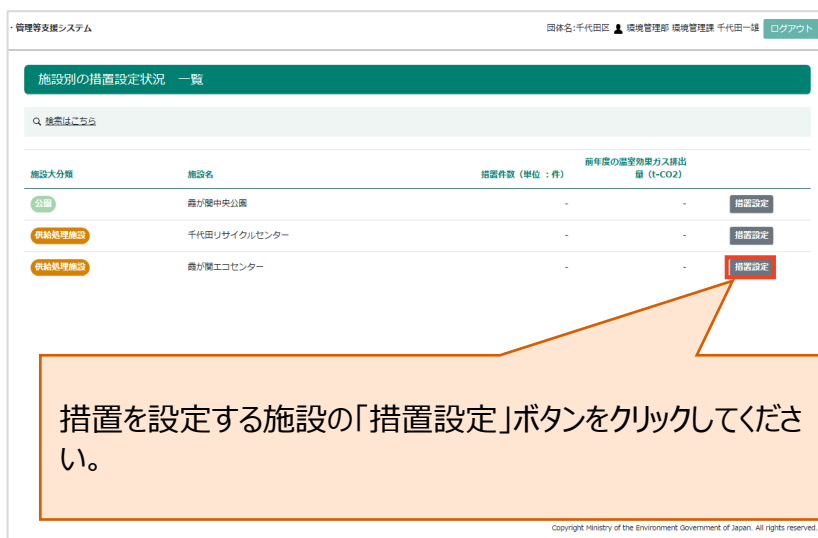 ・管理等支援システム
団体名:千代田区 環境管理部 環境管理課 千代田一雄 ログアウト
施設別の措置設定状況 一覧
検索はこちら
施設大分類 施設名 措置件数（単位：件） 前年度の温室効果ガス排出
量（t-CO2）
公園 霞が関中央公園 - - 措置設定
供給処理施設 千代田リサイクルセンター - - 措置設定
供給処理施設 霞が関エコセンター - - 措置設定
措置を設定する施設の「措置設定」ボタンをクリックしてくださ
い。
Copyright Ministry of the Environment Government of Japan. All rights reserved.